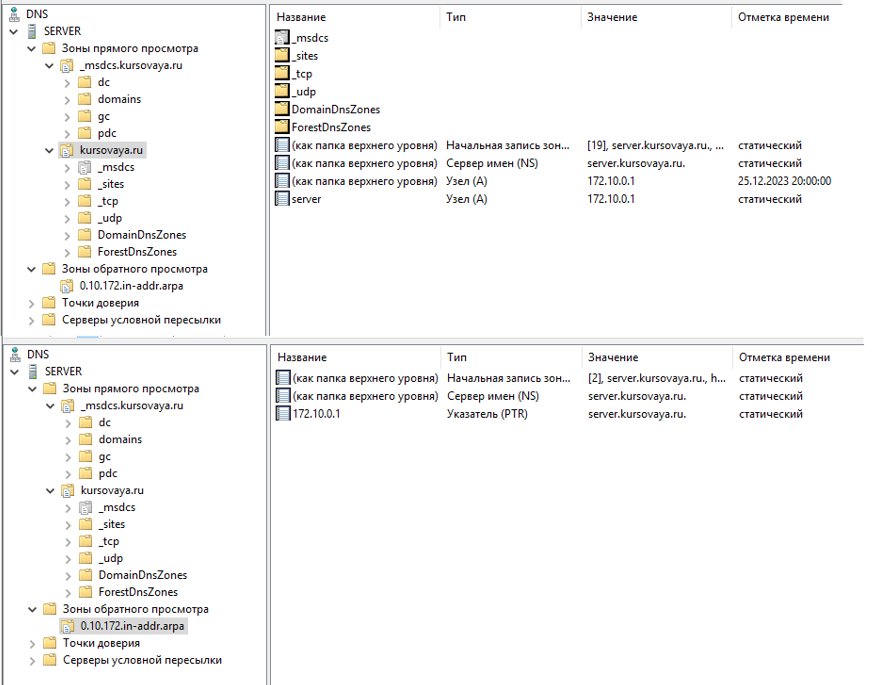 DNS
SERVER
Зоны прямого просмотра
_msdcs.kursovaya.ru
dc
domains
gc
pdc
kursovaya.ru
_msdcs
_sites
_tcp
_udp
DomainDnsZones
ForestDnsZones
Зоны обратного просмотра
0.10.172.in-addr.arpa
Точки доверия
Серверы условной пересылки
Название Тип Значение Отметка времени
_msdcs
_sites
_tcp
_udp
DomainDnsZones
ForestDnsZones
(как папка верхнего уровня) Начальная запись зон... [19], server.kursovaya.ru., ... статический
(как папка верхнего уровня) Сервер имен (NS) server.kursovaya.ru. статический
(как папка верхнего уровня) Узел (A) 172.10.0.1 25.12.2023 20:00:00
server Узел (A) 172.10.0.1 статический
DNS
SERVER
Зоны прямого просмотра
_msdcs.kursovaya.ru
dc
domains
gc
pdc
kursovaya.ru
_msdcs
_sites
_tcp
_udp
DomainDnsZones
ForestDnsZones
Зоны обратного просмотра
0.10.172.in-addr.arpa
Точки доверия
Серверы условной пересылки
Название Тип Значение Отметка времени
(как папка верхнего уровня) Начальная запись зон... [2], server.kursovaya.ru., h... статический
(как папка верхнего уровня) Сервер имен (NS) server.kursovaya.ru. статический
172.10.0.1 Указатель (PTR) server.kursovaya.ru. статический